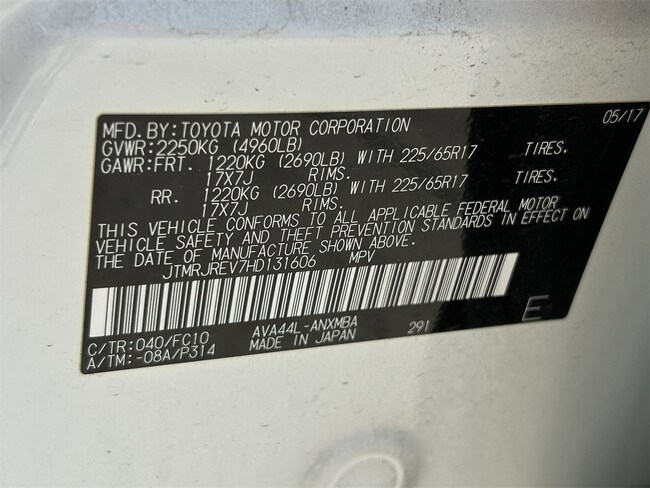 05/17
MFD.BY:TOYOTA MOTOR CORPORATION
GVWR:2250KG (4960LB)
GAWR:FRT. 1220KG (2690LB) WITH 225/65R17 TIRES,
17X7J RIMS.
RR. 1220KG (2690LB) WITH 225/65R17 TIRES,
17X7J RIMS.
THIS VEHICLE CONFORMS TO ALL APPLICABLE FEDERAL MOTOR
VEHICLE SAFETY AND THEFT PREVENTION STANDARDS IN EFFECT ON
THE DATE OF MANUFACTURE SHOWN ABOVE.
JTMRJREV7HD131606 MPV
C/TR:040/FC10 AVA44L-ANXMBA 291 E
A/TM:-08A/P314 MADE IN JAPAN